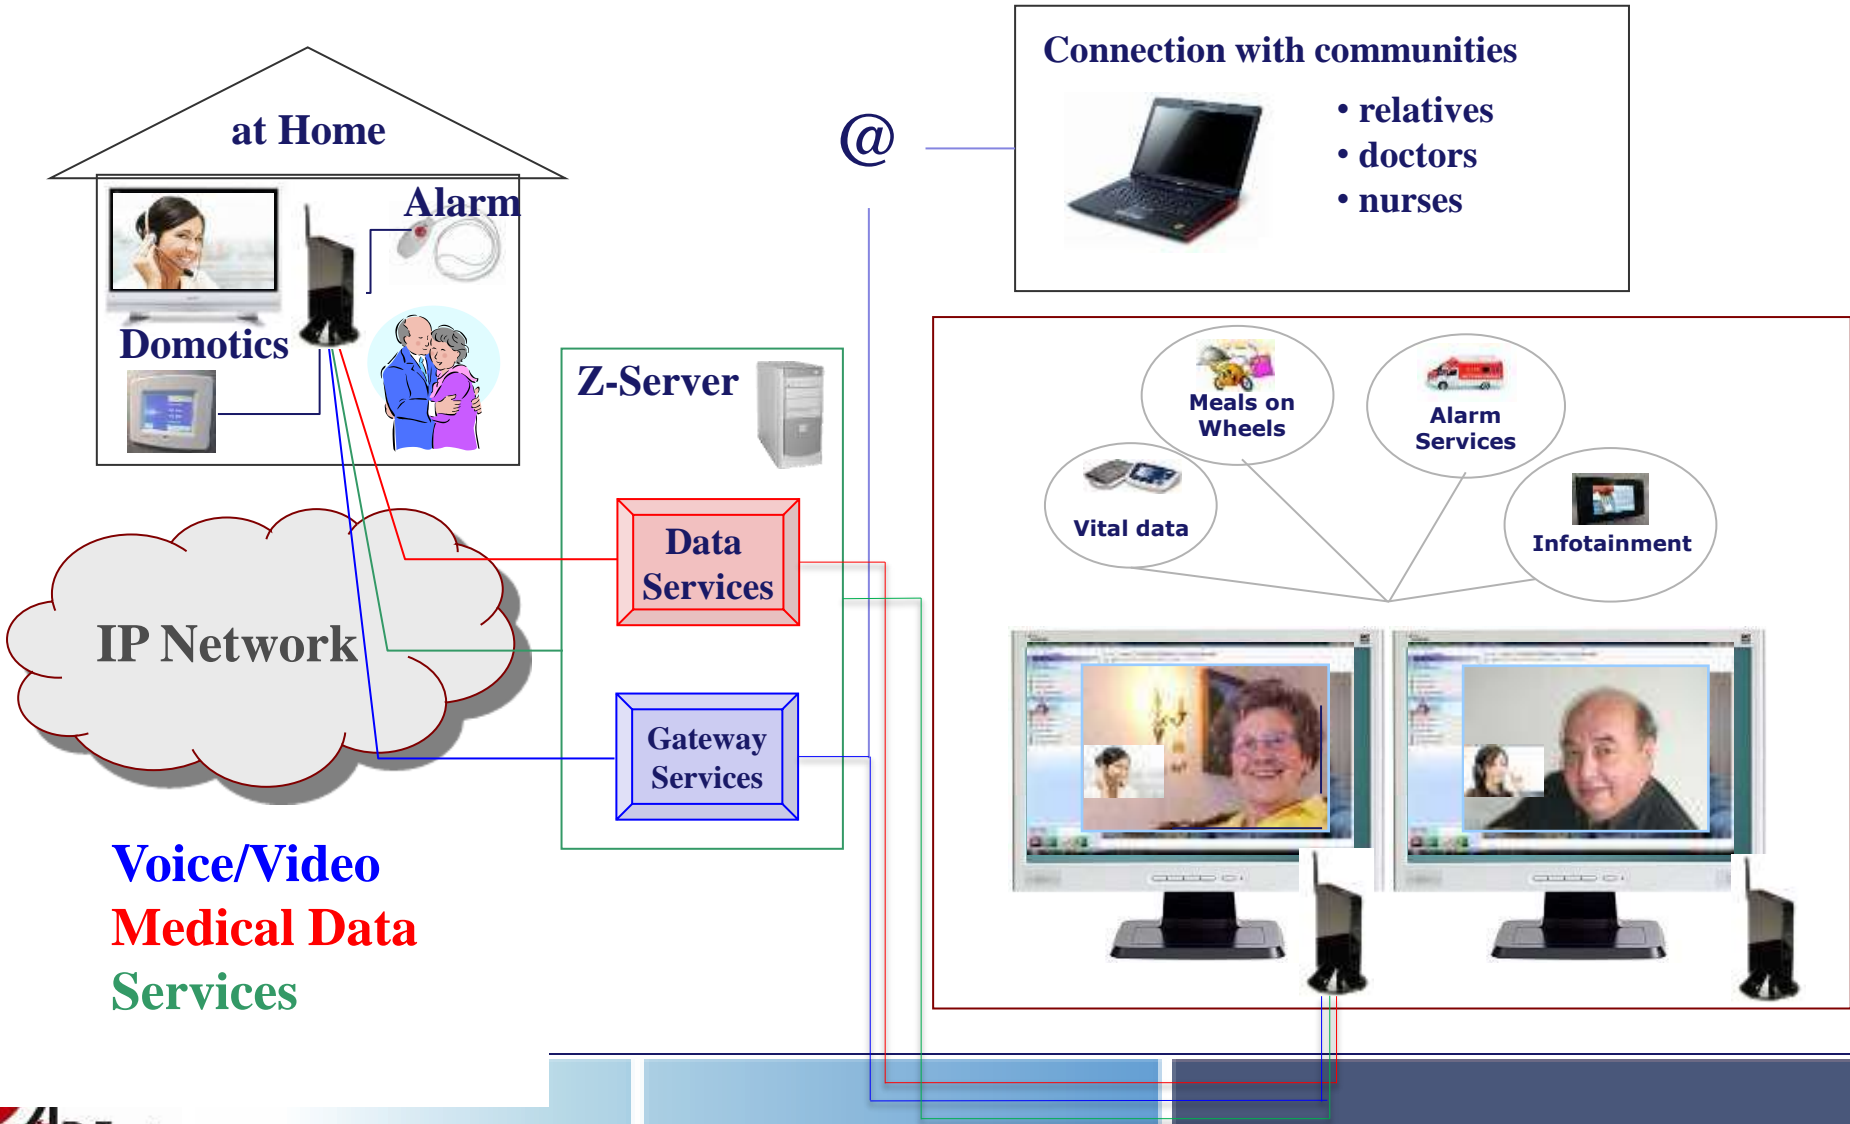 at Home
Alarm
Domotics
@
Connection with communities
• relatives
• doctors
• nurses
Z-Server
Data
Services
Gateway
Services
IP Network
Meals on
Wheels
Alarm
Services
Vital data
Infotainment
Voice/Video
Medical Data
Services